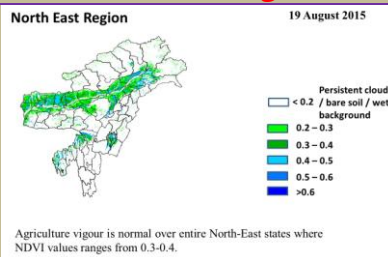 North East Region
19 August 2015
Persistent cloud
< 0.2 / bare soil / wet
background
0.2 – 0.3
0.3 – 0.4
0.4 – 0.5
0.5 – 0.6
>0.6
Agriculture vigour is normal over entire North-East states where
NDVI values ranges from 0.3-0.4.